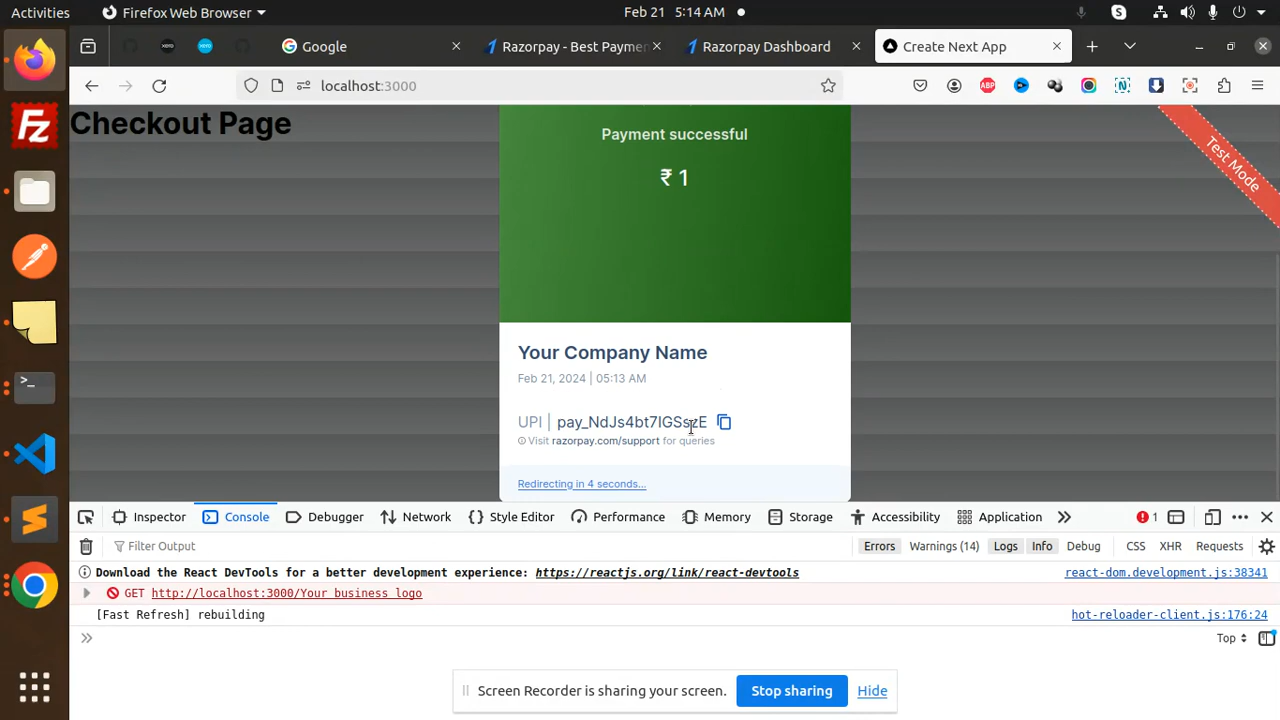 Activities
Firefox Web Browser
Feb 21 5:14 AM
Google
Razorpay - Best Paymen
Razorpay Dashboard
Create Next App
localhost:3000
Checkout Page
Payment successful
₹ 1
Test Mode
Your Company Name
Feb 21, 2024 | 05:13 AM
UPI |
Visit razorpay.com/support for queries
Redirecting in 4 seconds...
Inspector
Console
Debugger
Network
Style Editor
Performance
Memory
Storage
Accessibility
Application
1
Filter Output
Errors
Warnings (14)
Logs
Info
Debug
CSS
XHR
Requests
Download the React DevTools for a better development experience: https://reactjs.org/link/react-devtools
react-dom.development.js:38341
GET http://localhost:3000/Your business logo
[Fast Refresh] rebuilding
hot-reloader-client.js:176:24
Top
Screen Recorder is sharing your screen.
Stop sharing
Hide